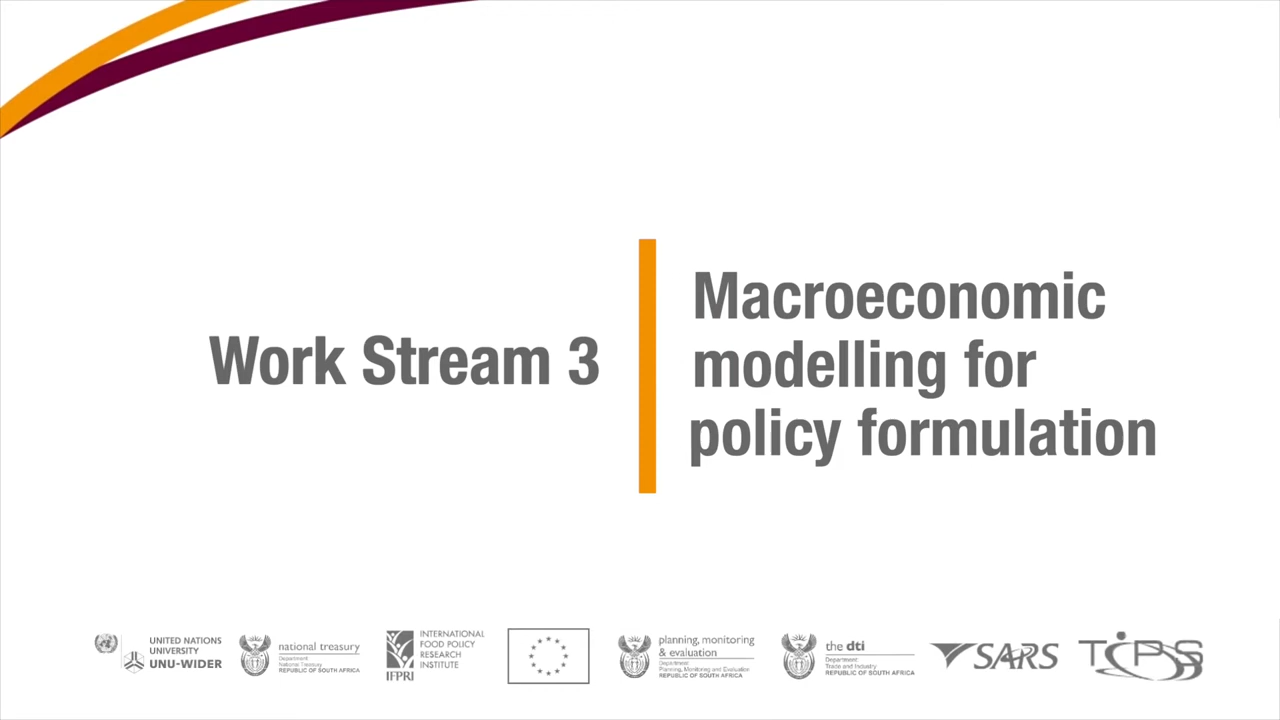 Work Stream 3
Macroeconomic
modelling for
policy formulation
UNITED NATIONS
UNIVERSITY
UNU-WIDER
national treasury
Department:
National Treasury
REPUBLIC OF SOUTH AFRICA
INTERNATIONAL
FOOD POLICY
RESEARCH
INSTITUTE
IFPRI
planning, monitoring
& evaluation
Department:
Planning, Monitoring and Evaluation
REPUBLIC OF SOUTH AFRICA
the dti
Department:
Trade and Industry
REPUBLIC OF SOUTH AFRICA
SARS
TIPS